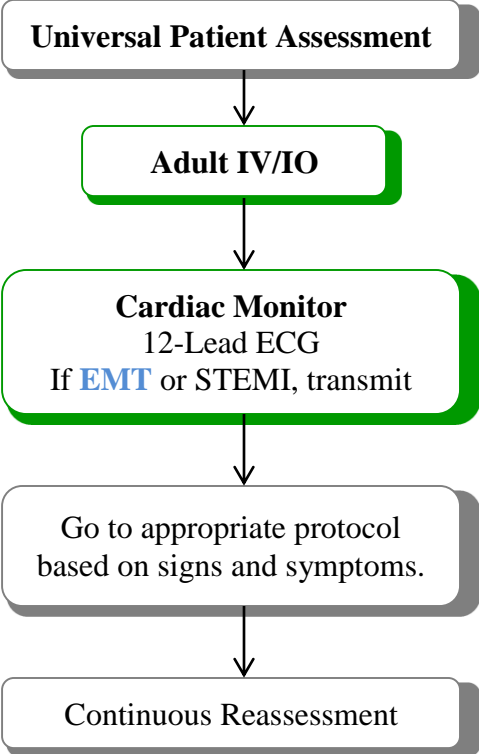 Universal Patient Assessment
Adult IV/IO
Cardiac Monitor
12-Lead ECG
If EMT or STEMI, transmit
Go to appropriate protocol
based on signs and symptoms.
Continuous Reassessment